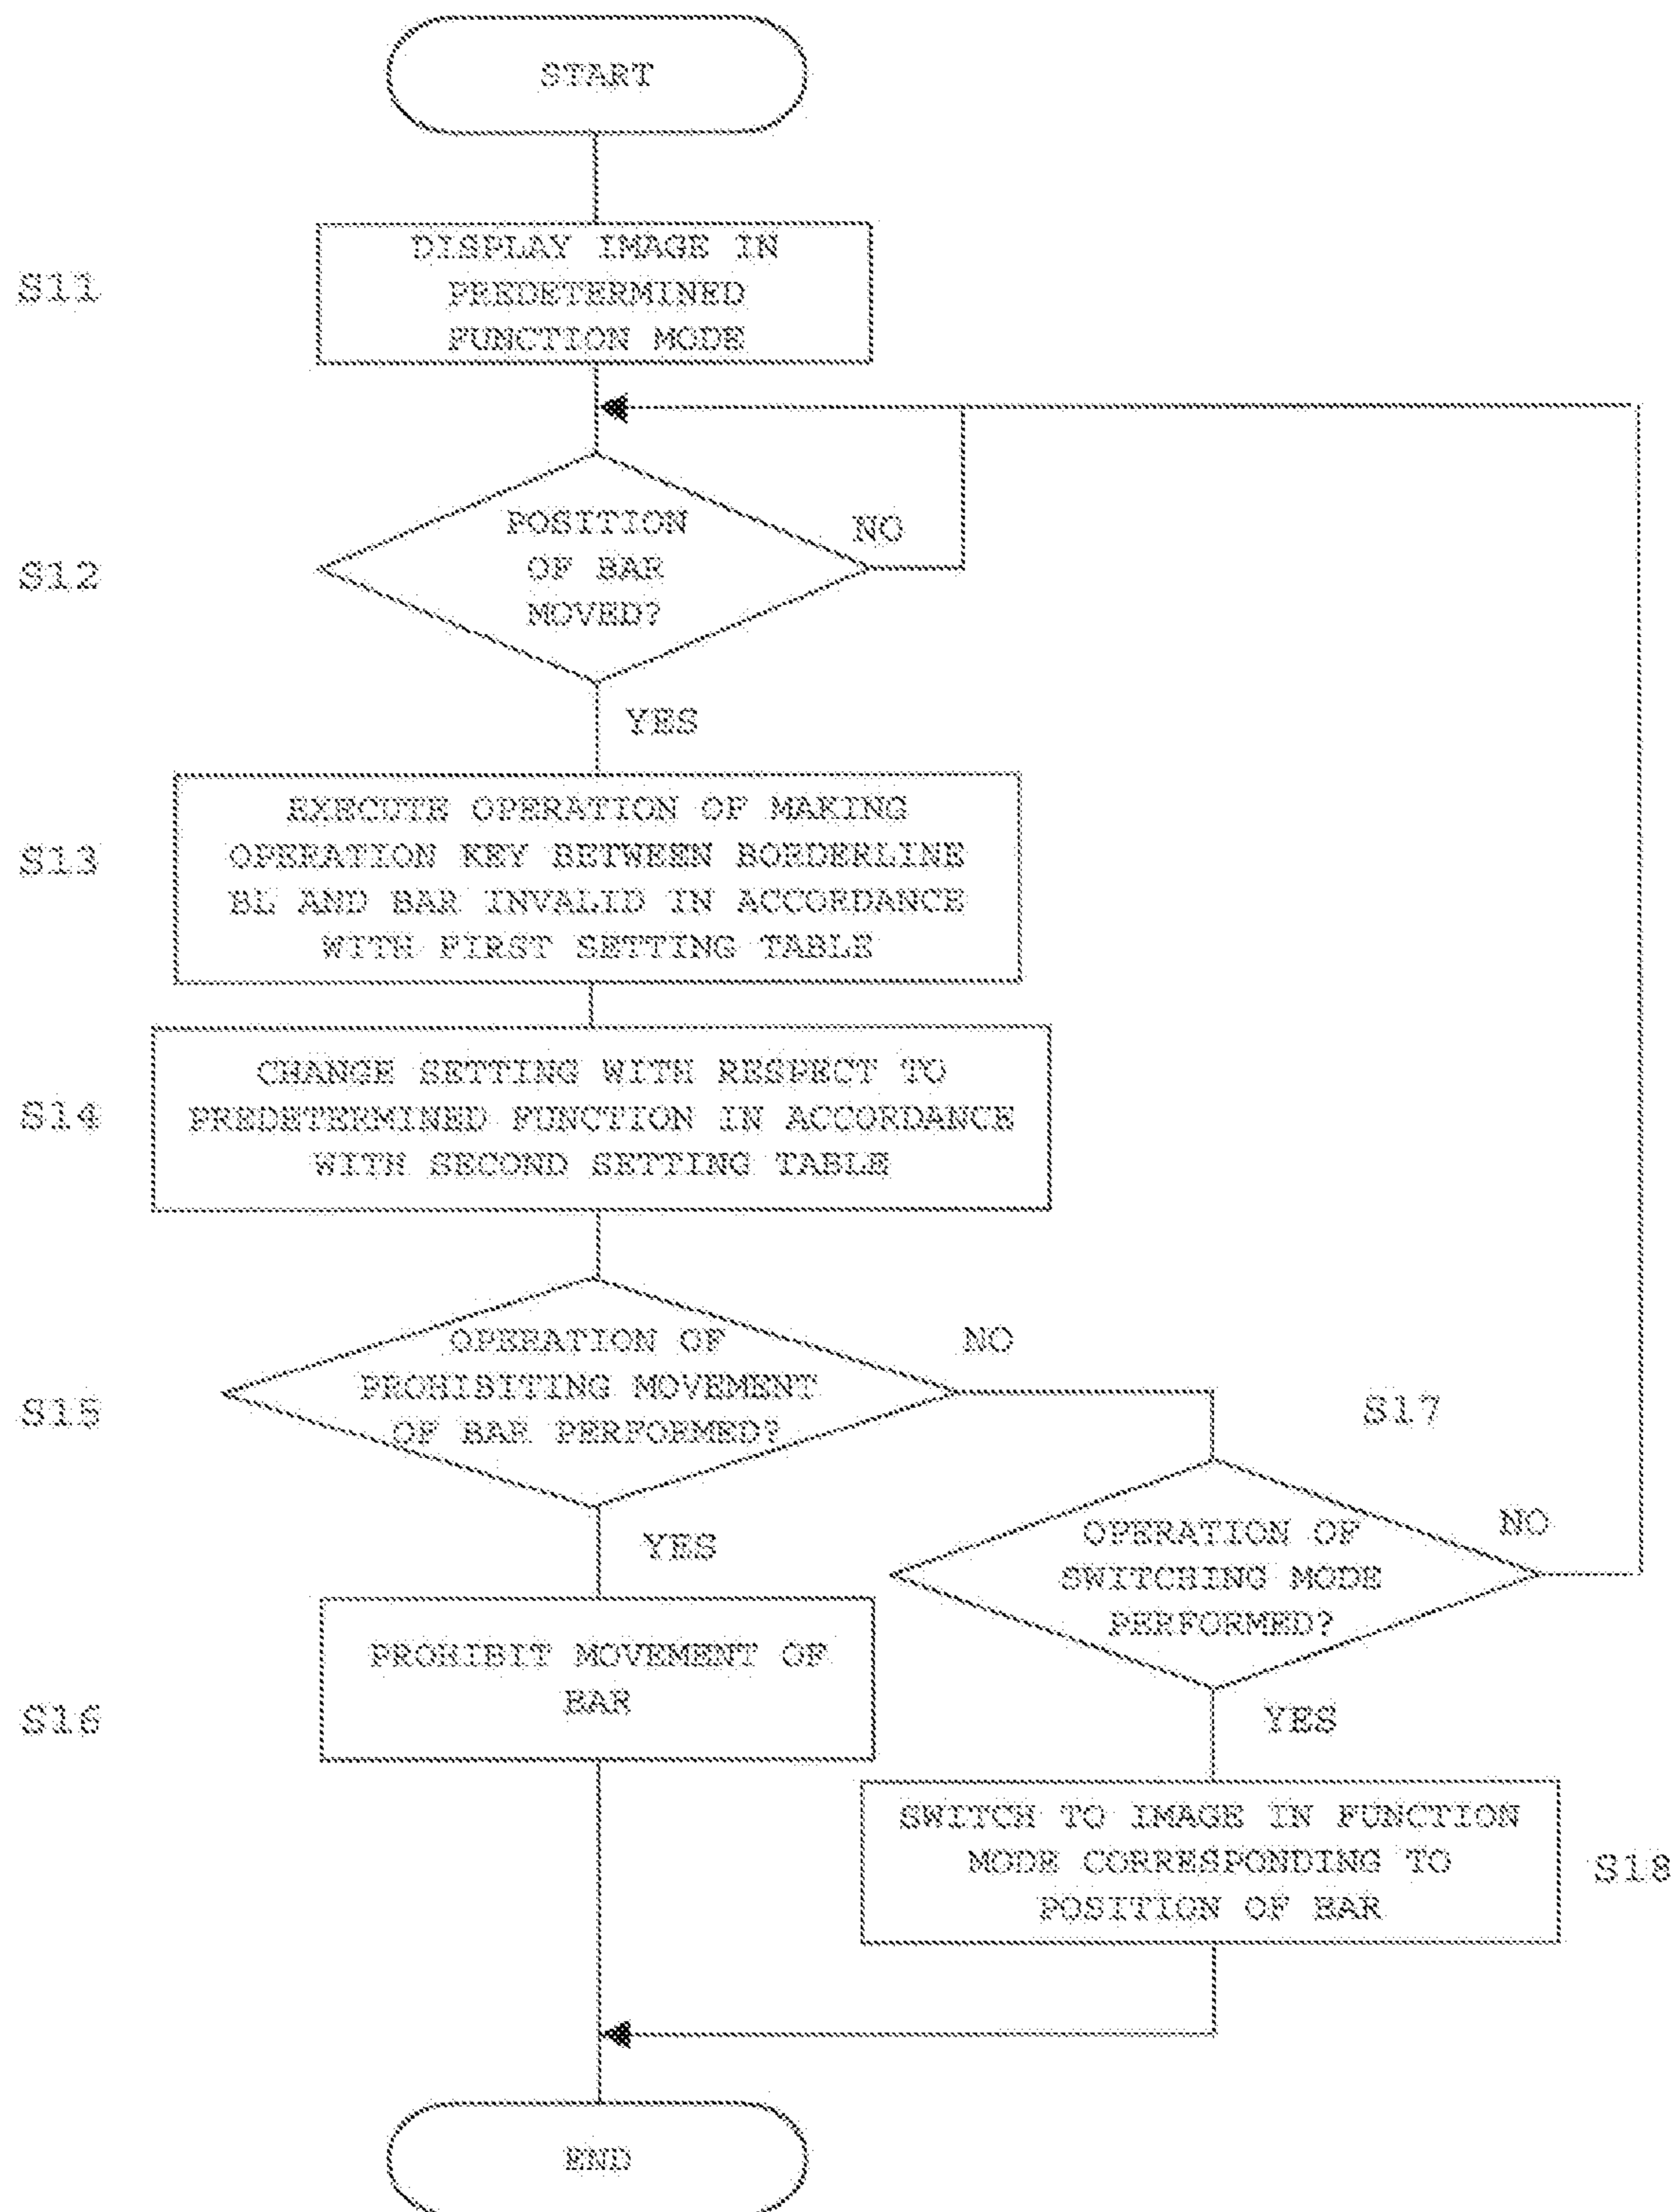 START
S11
DISPLAY IMAGE IN
PREDETERMINED
FUNCTION MODE
S12
POSITION
OF BAR
MOVED?
NO
YES
S13
EXECUTE OPERATION OF MAKING
OPERATION KEY BETWEEN BORDERLINE
BL AND BAR INVALID IN ACCORDANCE
WITH FIRST SETTING TABLE
S14
CHANGE SETTING WITH RESPECT TO
PREDETERMINED FUNCTION IN ACCORDANCE
WITH SECOND SETTING TABLE
S15
OPERATION OF
PROHIBITING MOVEMENT
OF BAR PERFORMED?
NO
YES
S17
OPERATION OF
SWITCHING MODE
PERFORMED?
NO
YES
S16
PROHIBIT MOVEMENT OF
BAR
SWITCH TO IMAGE IN FUNCTION
MODE CORRESPONDING TO
POSITION OF BAR
S18
END